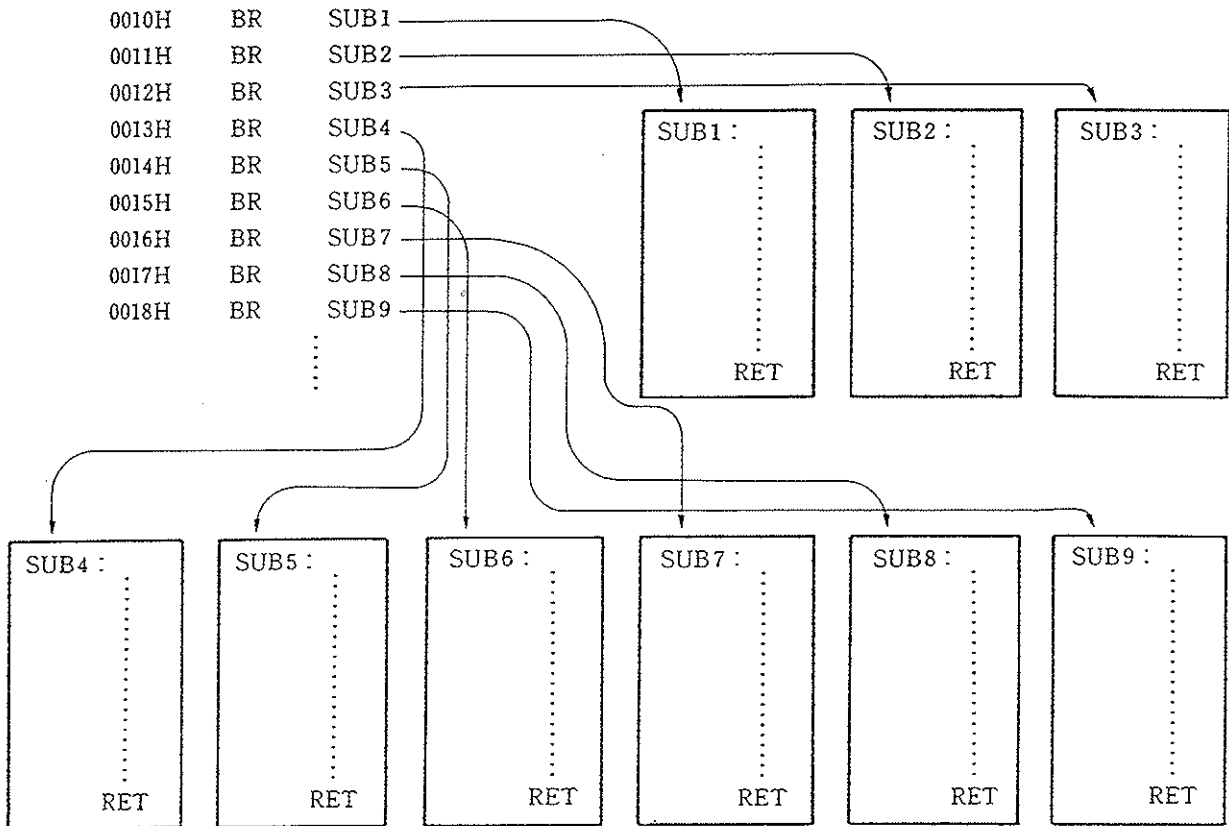 0010H BR SUB1
0011H BR SUB2
0012H BR SUB3
0013H BR SUB4
0014H BR SUB5
0015H BR SUB6
0016H BR SUB7
0017H BR SUB8
0018H BR SUB9
SUB1: SUB2: SUB3:
RET RET RET
SUB4: SUB5: SUB6: SUB7: SUB8: SUB9:
RET RET RET RET RET RET